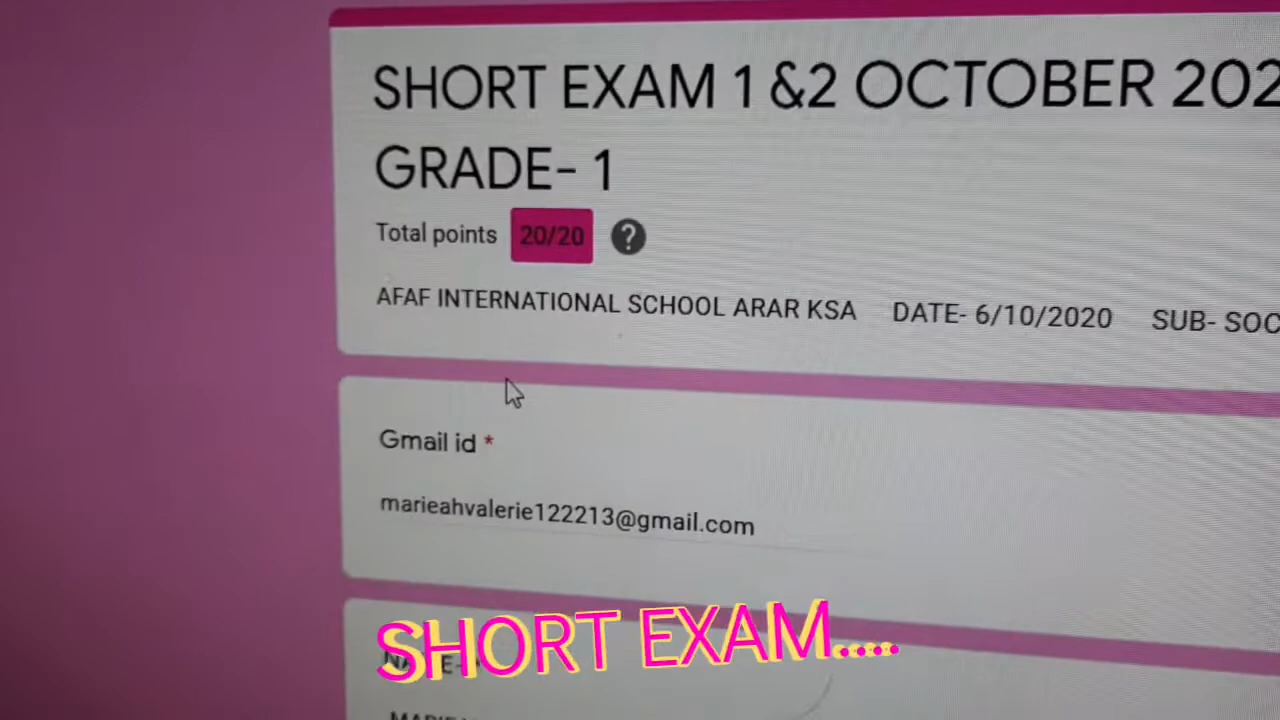 SHORT EXAM 1 &2 OCTOBER 202
GRADE- 1
Total points 20/20 ?
AFAF INTERNATIONAL SCHOOL ARAR KSA DATE- 6/10/2020 SUB- SOC
Gmail id *
marieahvalerie122213@gmail.com
SHORT EXAM....